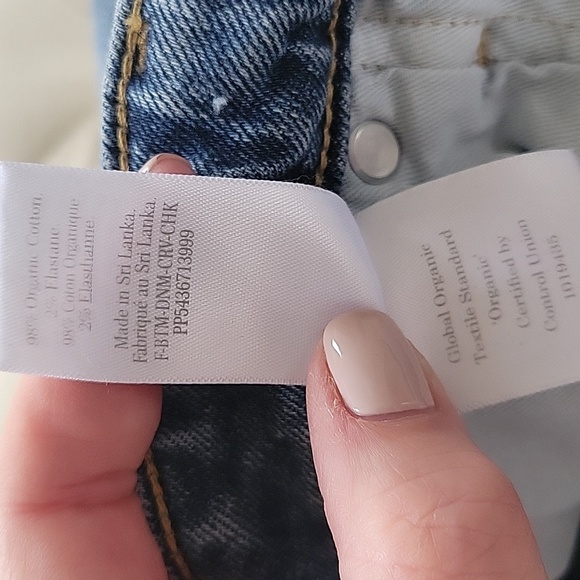 98% Organic Cotton.
2% Elastane
98% Coton Organique
2% Elasthanne
Made in Sri Lanka.
Fabriqué au Sri Lanka.
F-BTM-DNM-CRV-CHK
PP5436713999
Global Organic
Textile Standard
'Organic'
Certified by
Control Union
1019435